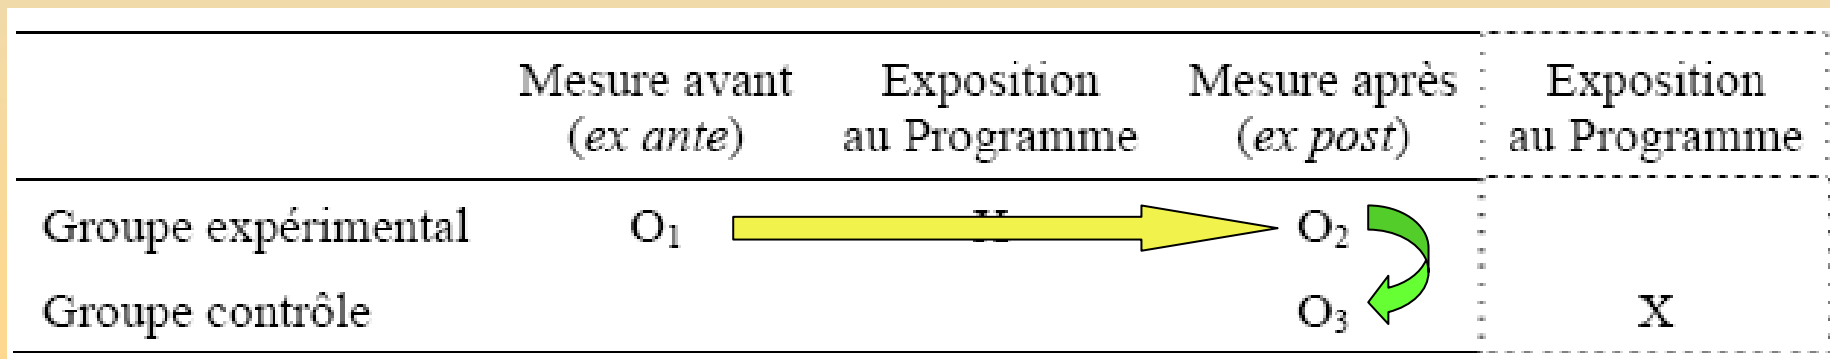 Mesure avant Exposition Mesure après Exposition
(ex ante) au Programme (ex post) au Programme
Groupe expérimental O₁ O₂
Groupe contrôle O₃ X